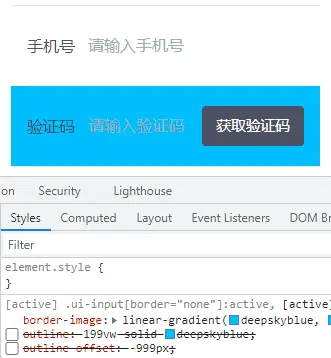 手机号 请输入手机号
验证码 请输入验证码 获取验证码
on Security Lighthouse
Styles Computed Layout Event Listeners DOM Br
Filter
element.style {
}
[active] .ui-input[border="none"]:active, [active]
border-image: linear-gradient( deepskyblue,
outline: 199vw solid deepskyblue;
outline-offset: -999px;